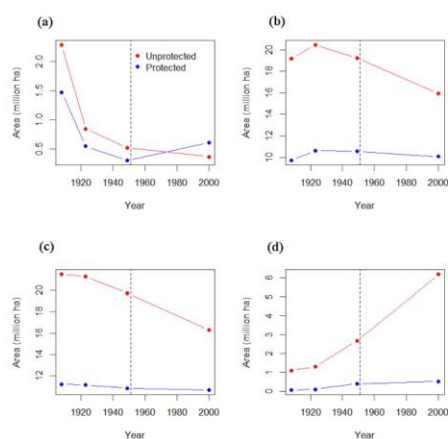 (a)
Unprotected
Protected
Area (million ha)
0.5 1.0 1.5 2.0
1920 1940 1960 1980 2000
Year
(b)
Area (million ha)
10 12 14 16 18 20
1920 1940 1960 1980 2000
Year
(c)
Area (million ha)
12 16 20
1920 1940 1960 1980 2000
Year
(d)
Area (million ha)
0 1 2 3 4 5 6
1920 1940 1960 1980 2000
Year